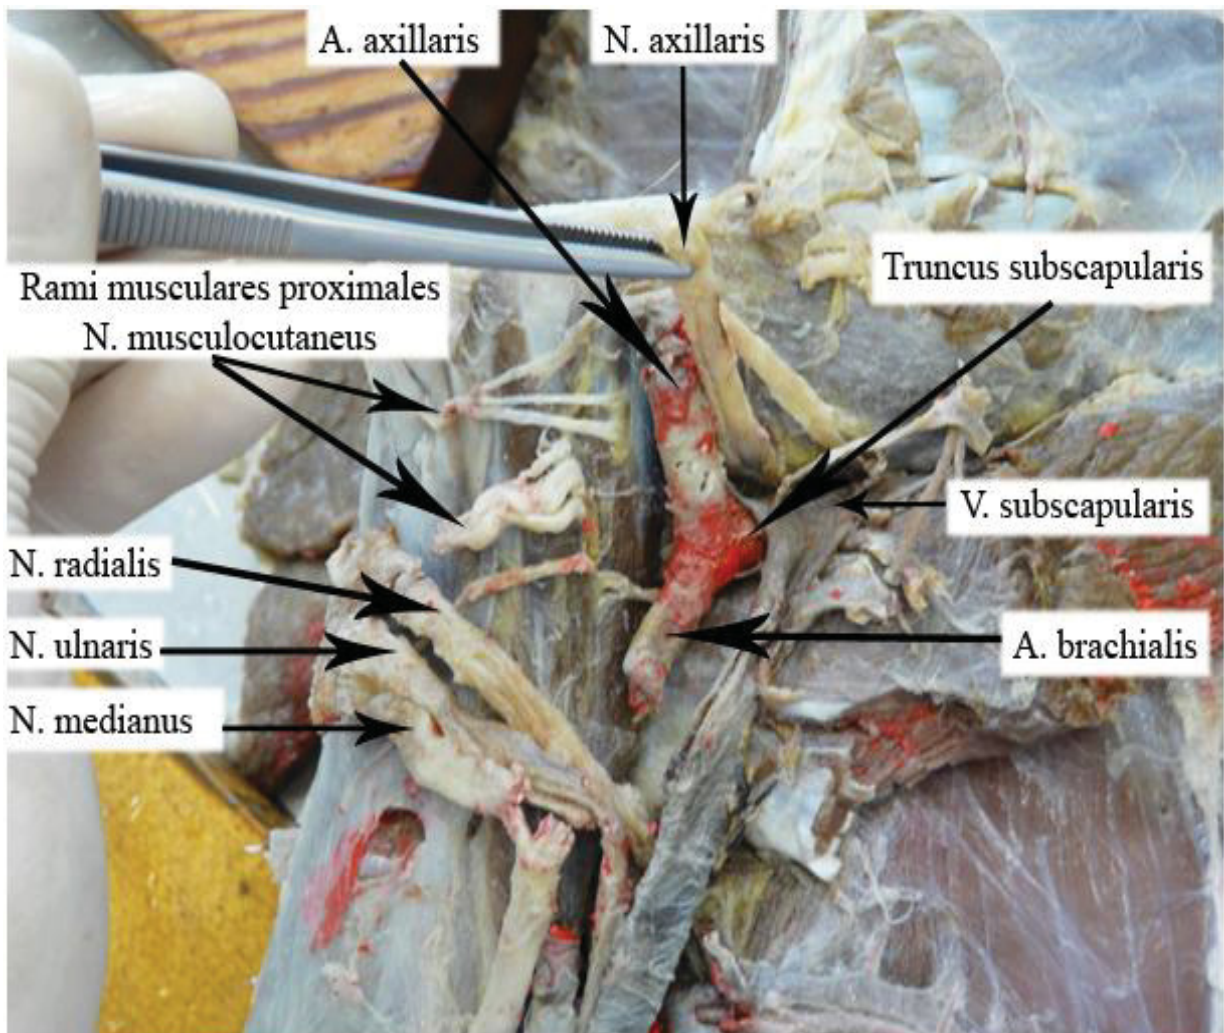 A. axillaris
N. axillaris
Truncus subscapularis
Rami musculares proximales
N. musculocutaneus
V. subscapularis
N. radialis
N. ulnaris
A. brachialis
N. medianus